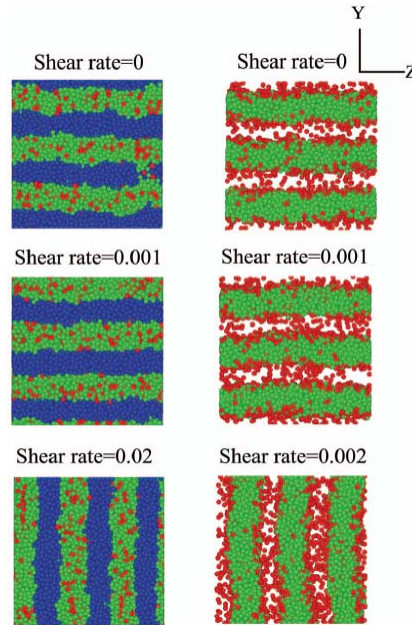 Y
Z
Shear rate=0
Shear rate=0
Shear rate=0.001
Shear rate=0.001
Shear rate=0.02
Shear rate=0.002